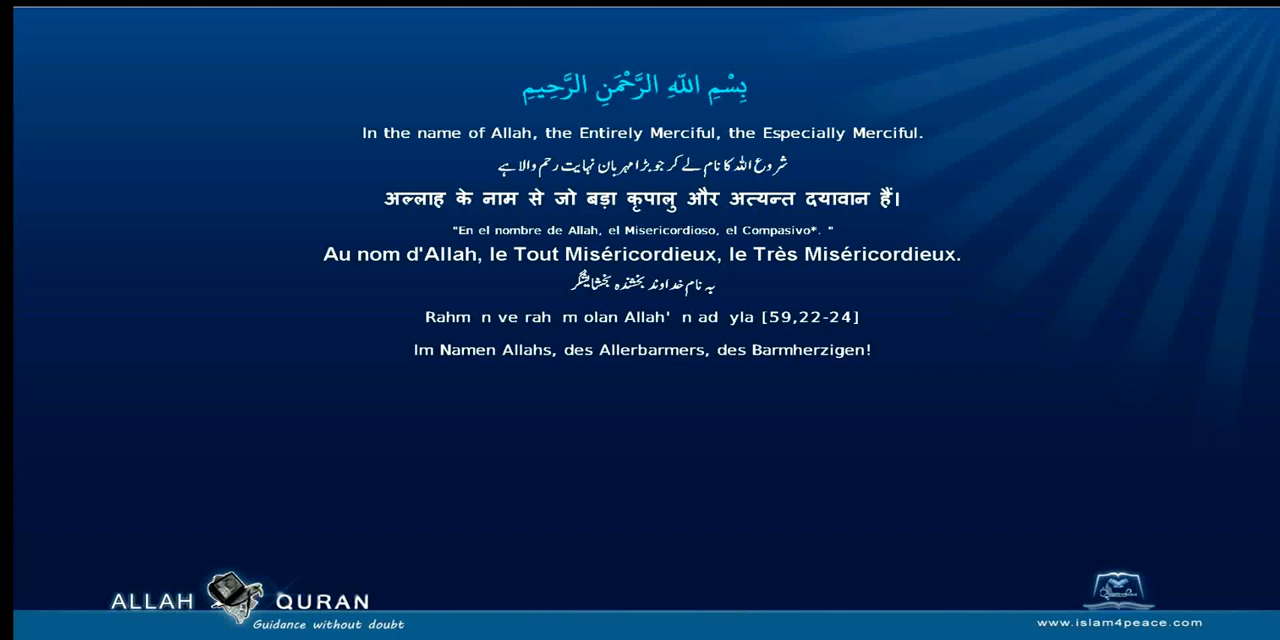 بِسْمِ اللّهِ الرَّحْمَنِ الرَّحِيمِ
In the name of Allah, the Entirely Merciful, the Especially Merciful.
شروع الله کا نام لے کر جو بڑا مہربان نہایت رحم والا ہے
अल्लाह के नाम से जो बड़ा कृपालु और अत्यन्त दयावान हैं।
"En el nombre de Allah, el Misericordioso, el Compasivo*. "
Au nom d'Allah, le Tout Miséricordieux, le Très Miséricordieux.
به نام خداوند بخشنده بخشایشگر
Rahm n ve rah m olan Allah' n ad yla [59,22-24]
Im Namen Allahs, des Allerbarmers, des Barmherzigen!
ALLAH QURAN
Guidance without doubt
www.islam4peace.com